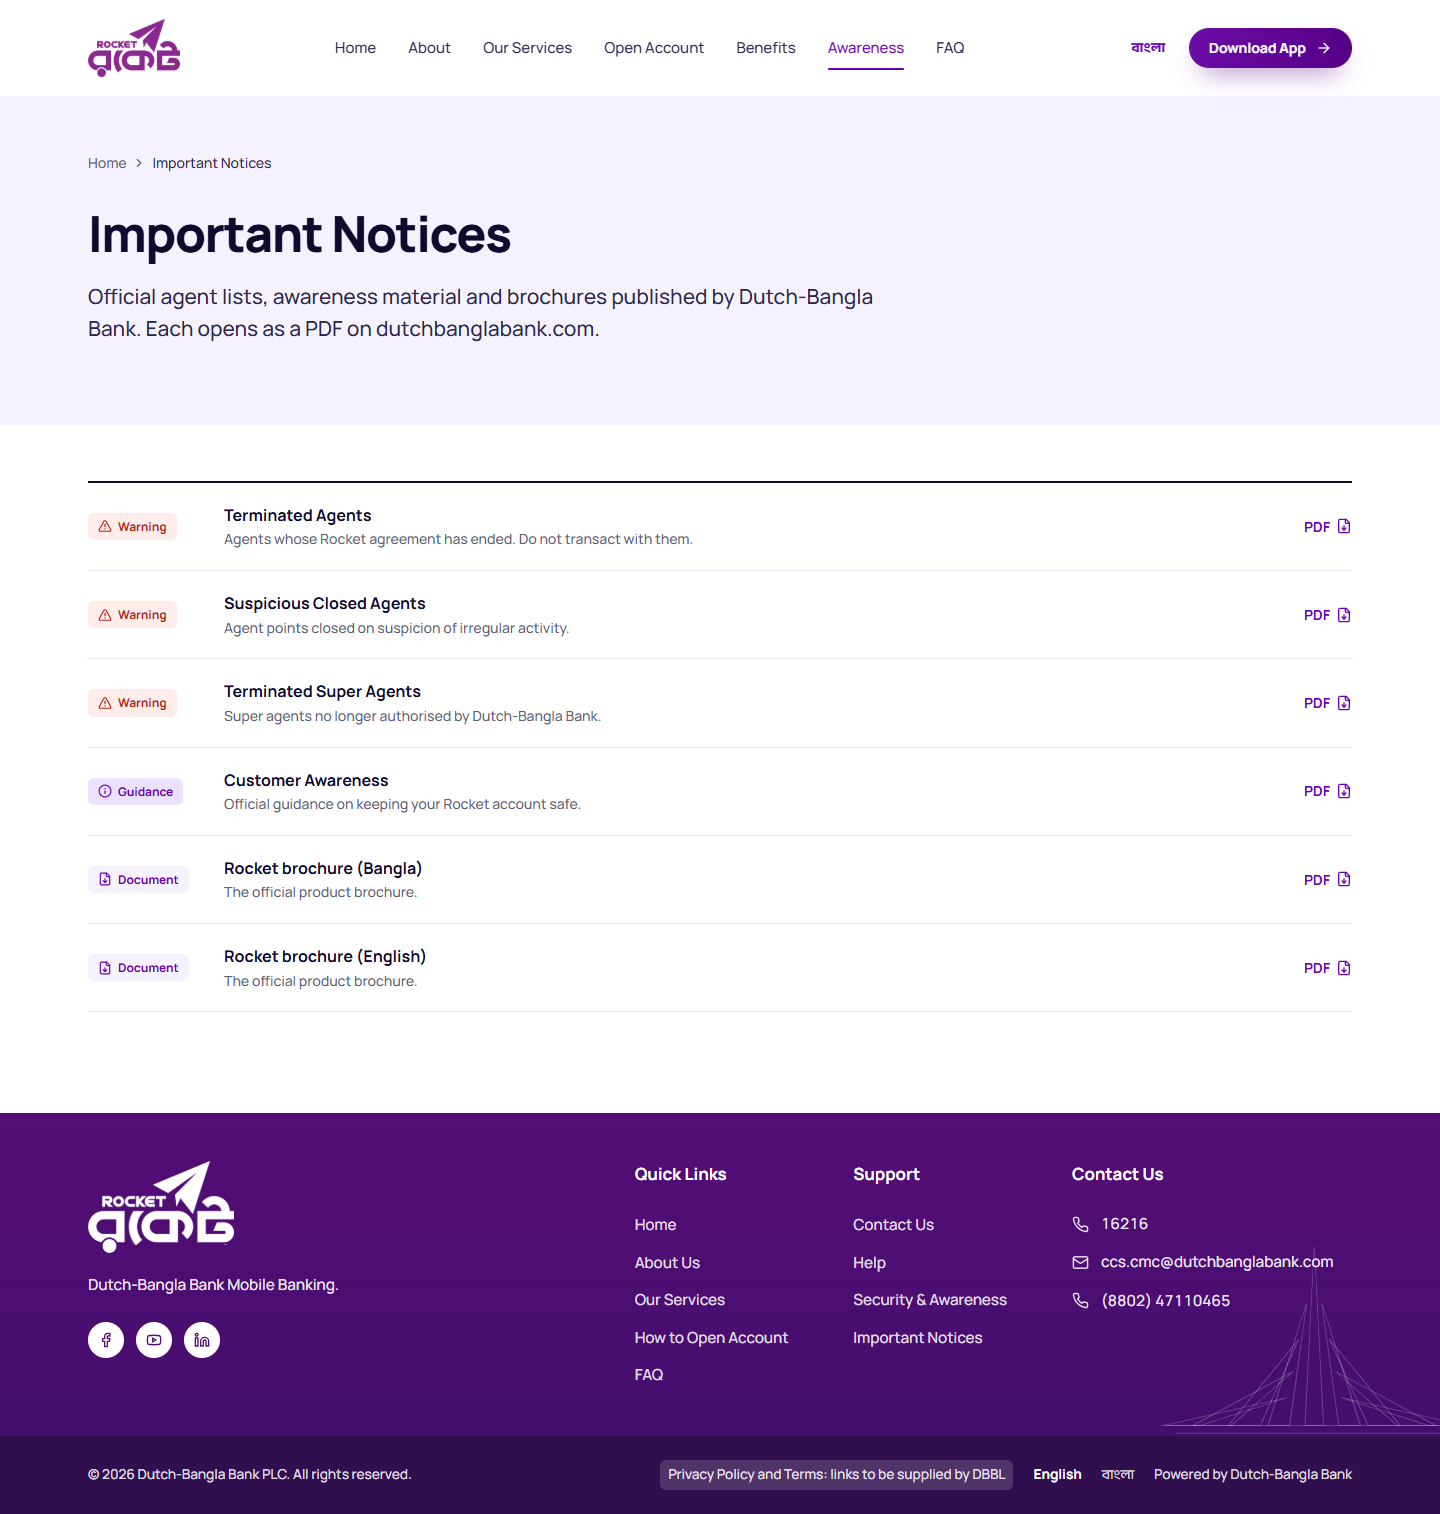 ROCKET
রকেট
Home
About
Our Services
Open Account
Benefits
Awareness
FAQ
বাংলা
Download App
Home
Important Notices
Important Notices
Official agent lists, awareness material and brochures published by Dutch-Bangla
Bank. Each opens as a PDF on dutchbanglabank.com.
Warning
Terminated Agents
Agents whose Rocket agreement has ended. Do not transact with them.
PDF
Warning
Suspicious Closed Agents
Agent points closed on suspicion of irregular activity.
PDF
Warning
Terminated Super Agents
Super agents no longer authorised by Dutch-Bangla Bank.
PDF
Guidance
Customer Awareness
Official guidance on keeping your Rocket account safe.
PDF
Document
Rocket brochure (Bangla)
The official product brochure.
PDF
Document
Rocket brochure (English)
The official product brochure.
PDF
ROCKET
রকেট
Dutch-Bangla Bank Mobile Banking.
Quick Links
Home
About Us
Our Services
How to Open Account
FAQ
Support
Contact Us
Help
Security & Awareness
Important Notices
Contact Us
16216
ccs.cmc@dutchbanglabank.com
(8802) 47110465
© 2026 Dutch-Bangla Bank PLC. All rights reserved.
Privacy Policy and Terms: links to be supplied by DBBL
English
বাংলা
Powered by Dutch-Bangla Bank